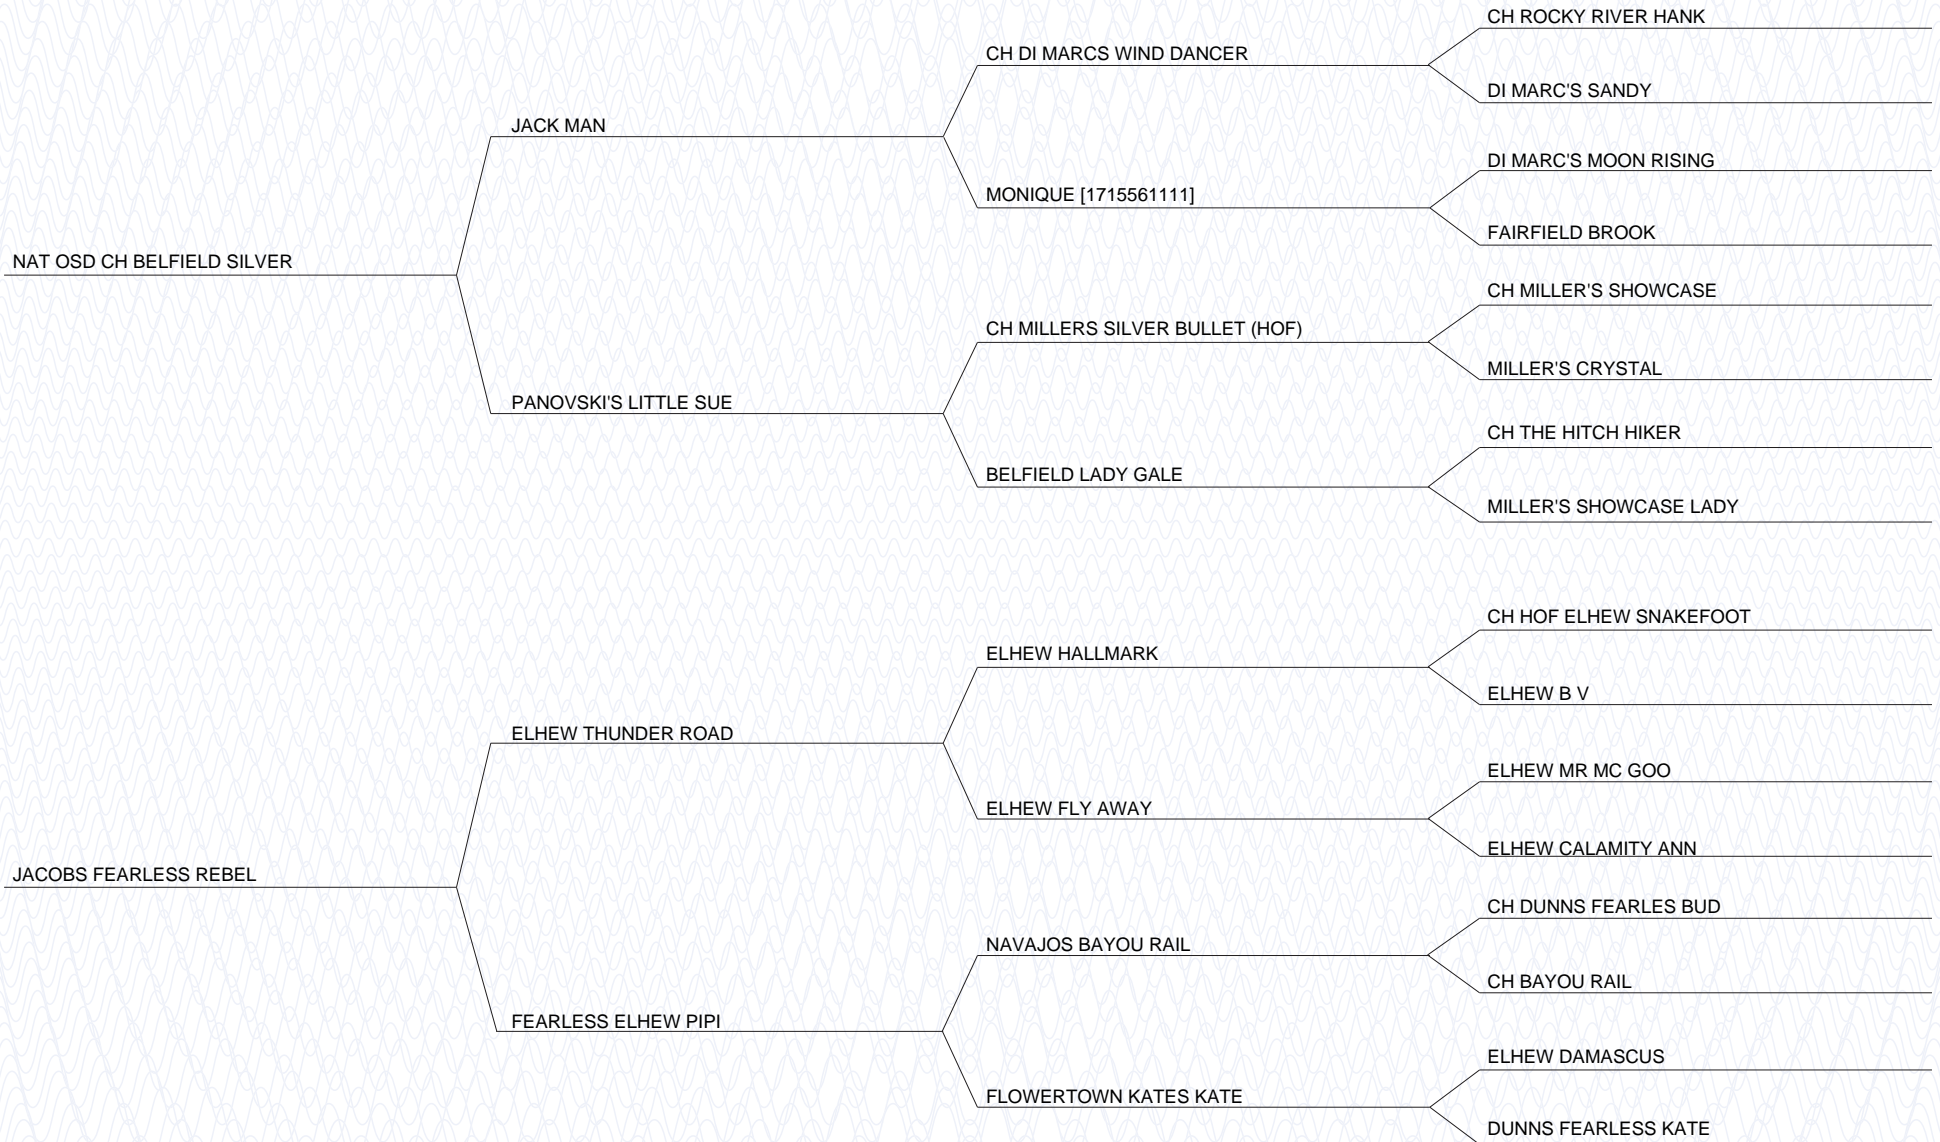 CH ROCKY RIVER HANK
CH DI MARCS WIND DANCER
DI MARC'S SANDY
JACK MAN
DI MARC'S MOON RISING
MONIQUE [1715561111]
FAIRFIELD BROOK
NAT OSD CH BELFIELD SILVER
CH MILLER'S SHOWCASE
CH MILLERS SILVER BULLET (HOF)
MILLER'S CRYSTAL
PANOVSKI'S LITTLE SUE
CH THE HITCH HIKER
BELFIELD LADY GALE
MILLER'S SHOWCASE LADY
CH HOF ELHEW SNAKEFOOT
ELHEW HALLMARK
ELHEW B V
ELHEW THUNDER ROAD
ELHEW MR MC GOO
ELHEW FLY AWAY
ELHEW CALAMITY ANN
JACOBS FEARLESS REBEL
CH DUNNS FEARLES BUD
NAVAJOS BAYOU RAIL
CH BAYOU RAIL
FEARLESS ELHEW PIPI
ELHEW DAMASCUS
FLOWERTOWN KATES KATE
DUNNS FEARLESS KATE